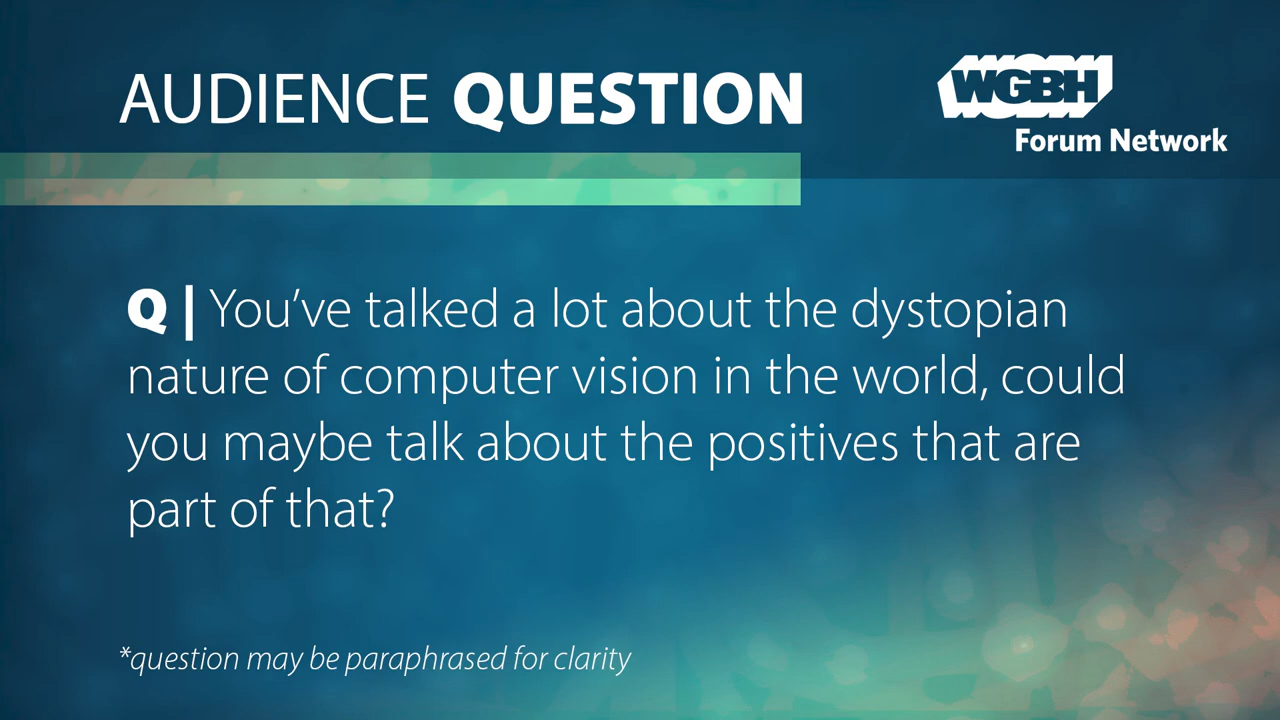 AUDIENCE QUESTION
WGBH
Forum Network
Q | You’ve talked a lot about the dystopian
nature of computer vision in the world, could
you maybe talk about the positives that are
part of that?
*question may be paraphrased for clarity